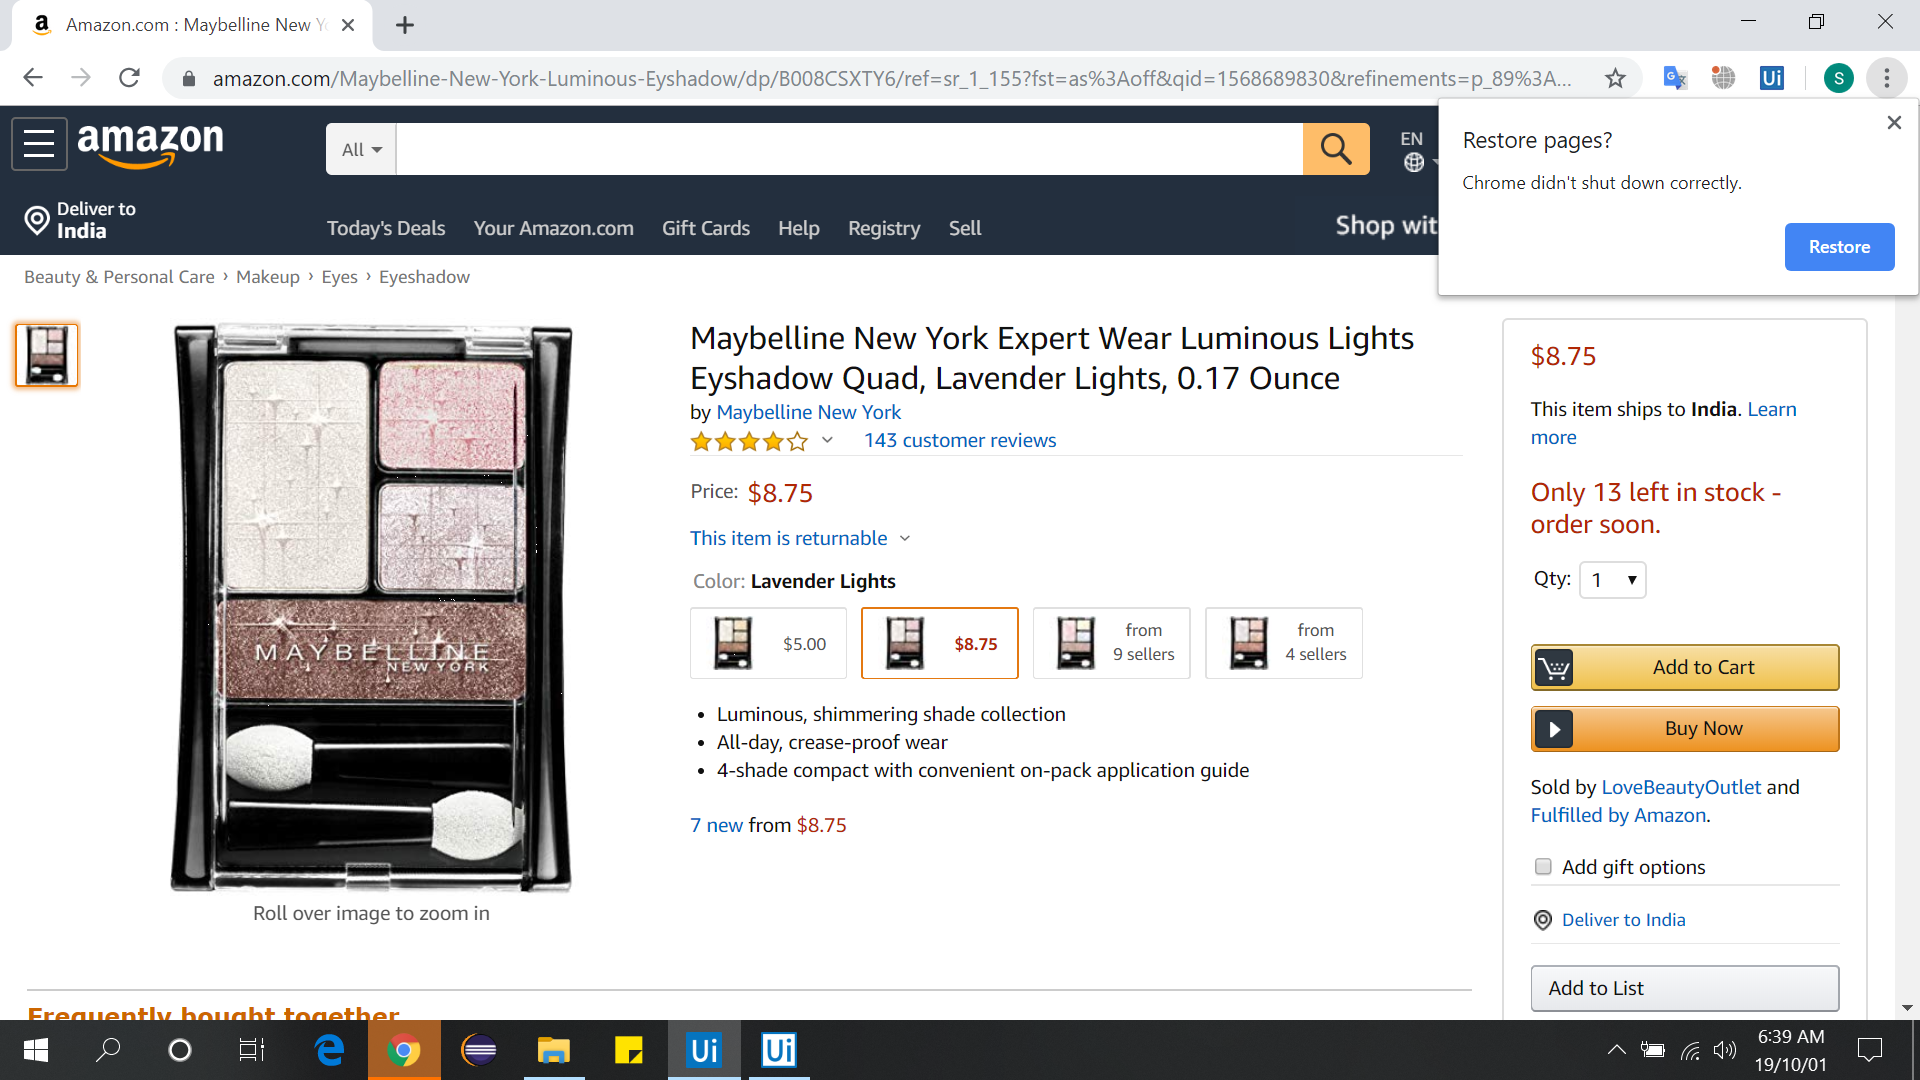 Amazon.com : Maybelline New Y
amazon.com/Maybelline-New-York-Luminous-Eyshadow/dp/B008CSXTY6/ref=sr_1_155?fst=as%3Aoff&qid=1568689830&refinements=p_89%3A...
S
Ui
Restore pages?
Chrome didn't shut down correctly.
Restore
amazon
All
EN
Deliver to
India
Today's Deals
Your Amazon.com
Gift Cards
Help
Registry
Sell
Shop wit
Beauty & Personal Care › Makeup › Eyes › Eyeshadow
MAYBELLINE
NEW YORK
Roll over image to zoom in
Maybelline New York Expert Wear Luminous Lights
Eyshadow Quad, Lavender Lights, 0.17 Ounce
by Maybelline New York
143 customer reviews
Price: $8.75
This item is returnable
Color: Lavender Lights
$5.00
$8.75
from
9 sellers
from
4 sellers
• Luminous, shimmering shade collection
• All-day, crease-proof wear
• 4-shade compact with convenient on-pack application guide
7 new from $8.75
$8.75
This item ships to India. Learn
more
Only 13 left in stock -
order soon.
Qty: 1
Add to Cart
Buy Now
Sold by LoveBeautyOutlet and
Fulfilled by Amazon.
Add gift options
Deliver to India
Add to List
Frequently bought together
Ui
Ui
6:39 AM
19/10/01